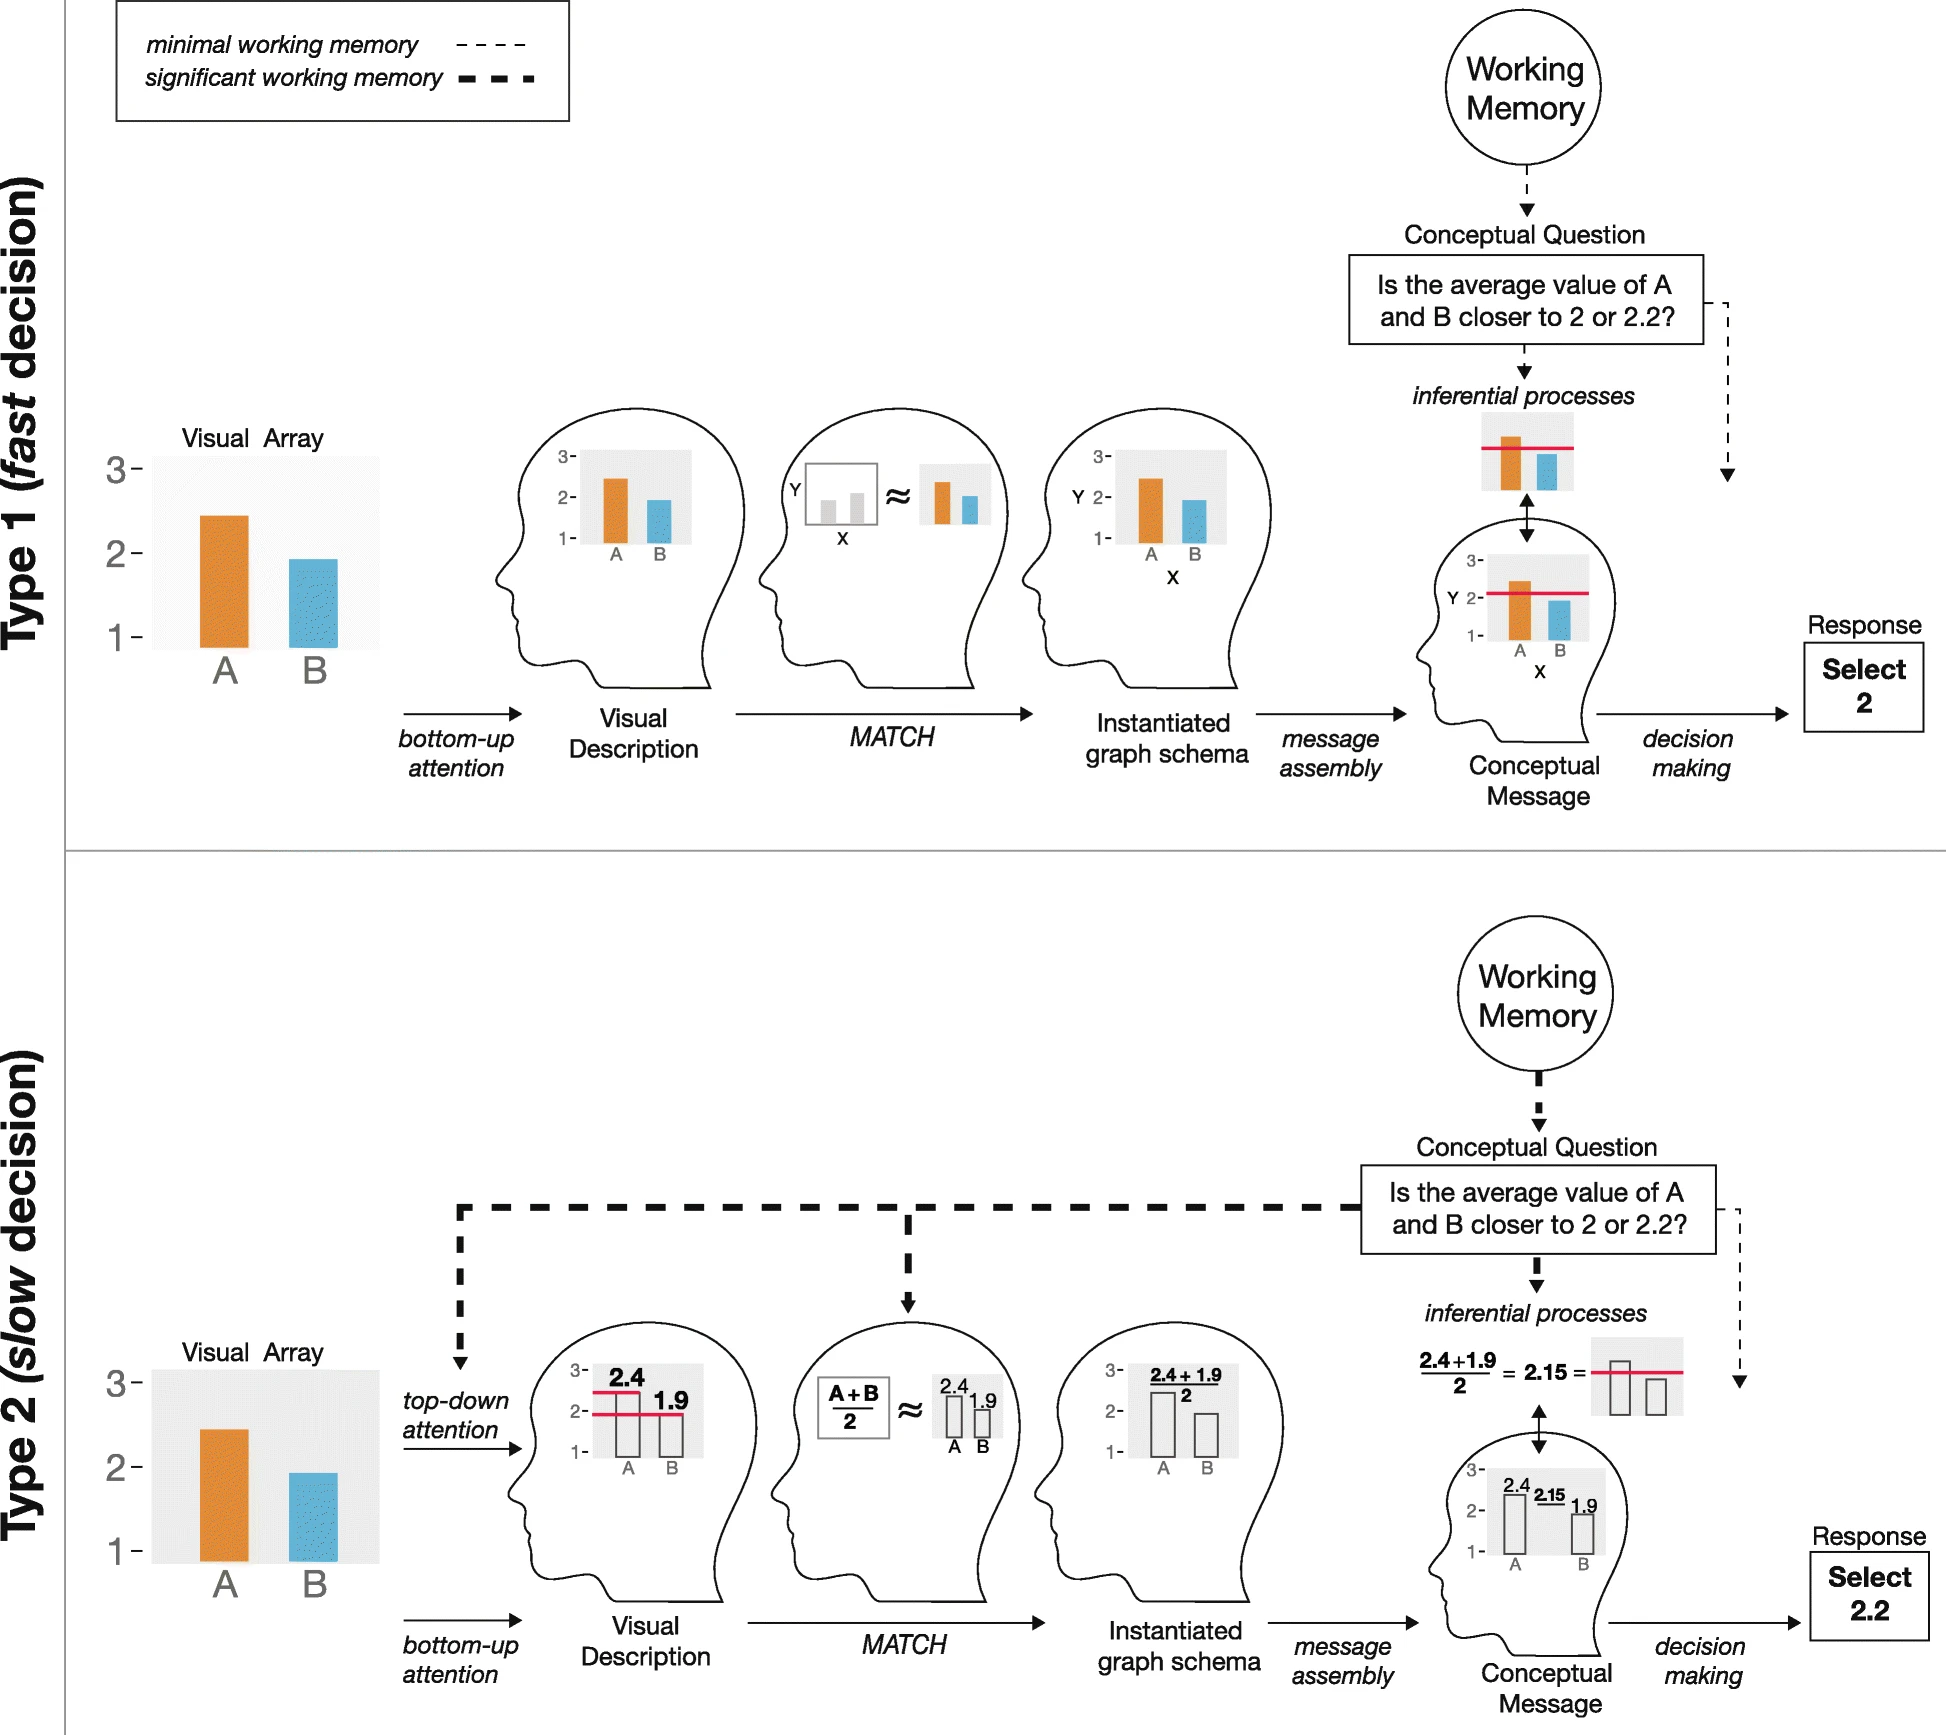 minimal working memory
significant working memory
Type 1 (fast decision)
Working
Memory
Conceptual Question
Is the average value of A
and B closer to 2 or 2.2?
inferential processes
Visual Array
3
2
1
A B
3
2
1
A B
Y
X
≈
3
Y 2
1
A B
X
3
Y 2
1
A B
X
Response
Select
2
bottom-up
attention
Visual
Description
MATCH
Instantiated
graph schema
message
assembly
Conceptual
Message
decision
making
Type 2 (slow decision)
Working
Memory
Conceptual Question
Is the average value of A
and B closer to 2 or 2.2?
inferential processes
2.4+1.9
2
= 2.15 =
Visual Array
3
2
1
A B
top-down
attention
3
2
1
2.4
1.9
A B
A+B
2
≈
2.4
1.9
A B
3
2
1
2.4 + 1.9
2
A B
3
2
1
2.4
2.15
1.9
A B
Response
Select
2.2
bottom-up
attention
Visual
Description
MATCH
Instantiated
graph schema
message
assembly
Conceptual
Message
decision
making